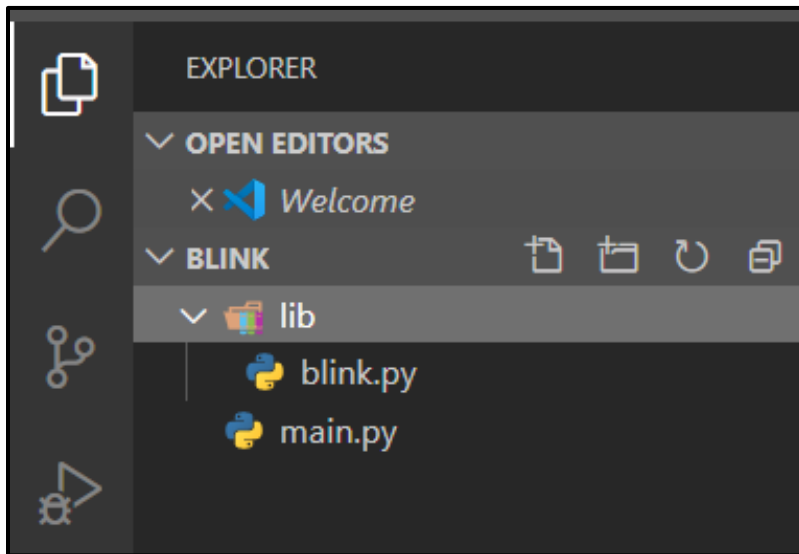 EXPLORER
OPEN EDITORS
Welcome
BLINK
lib
blink.py
main.py